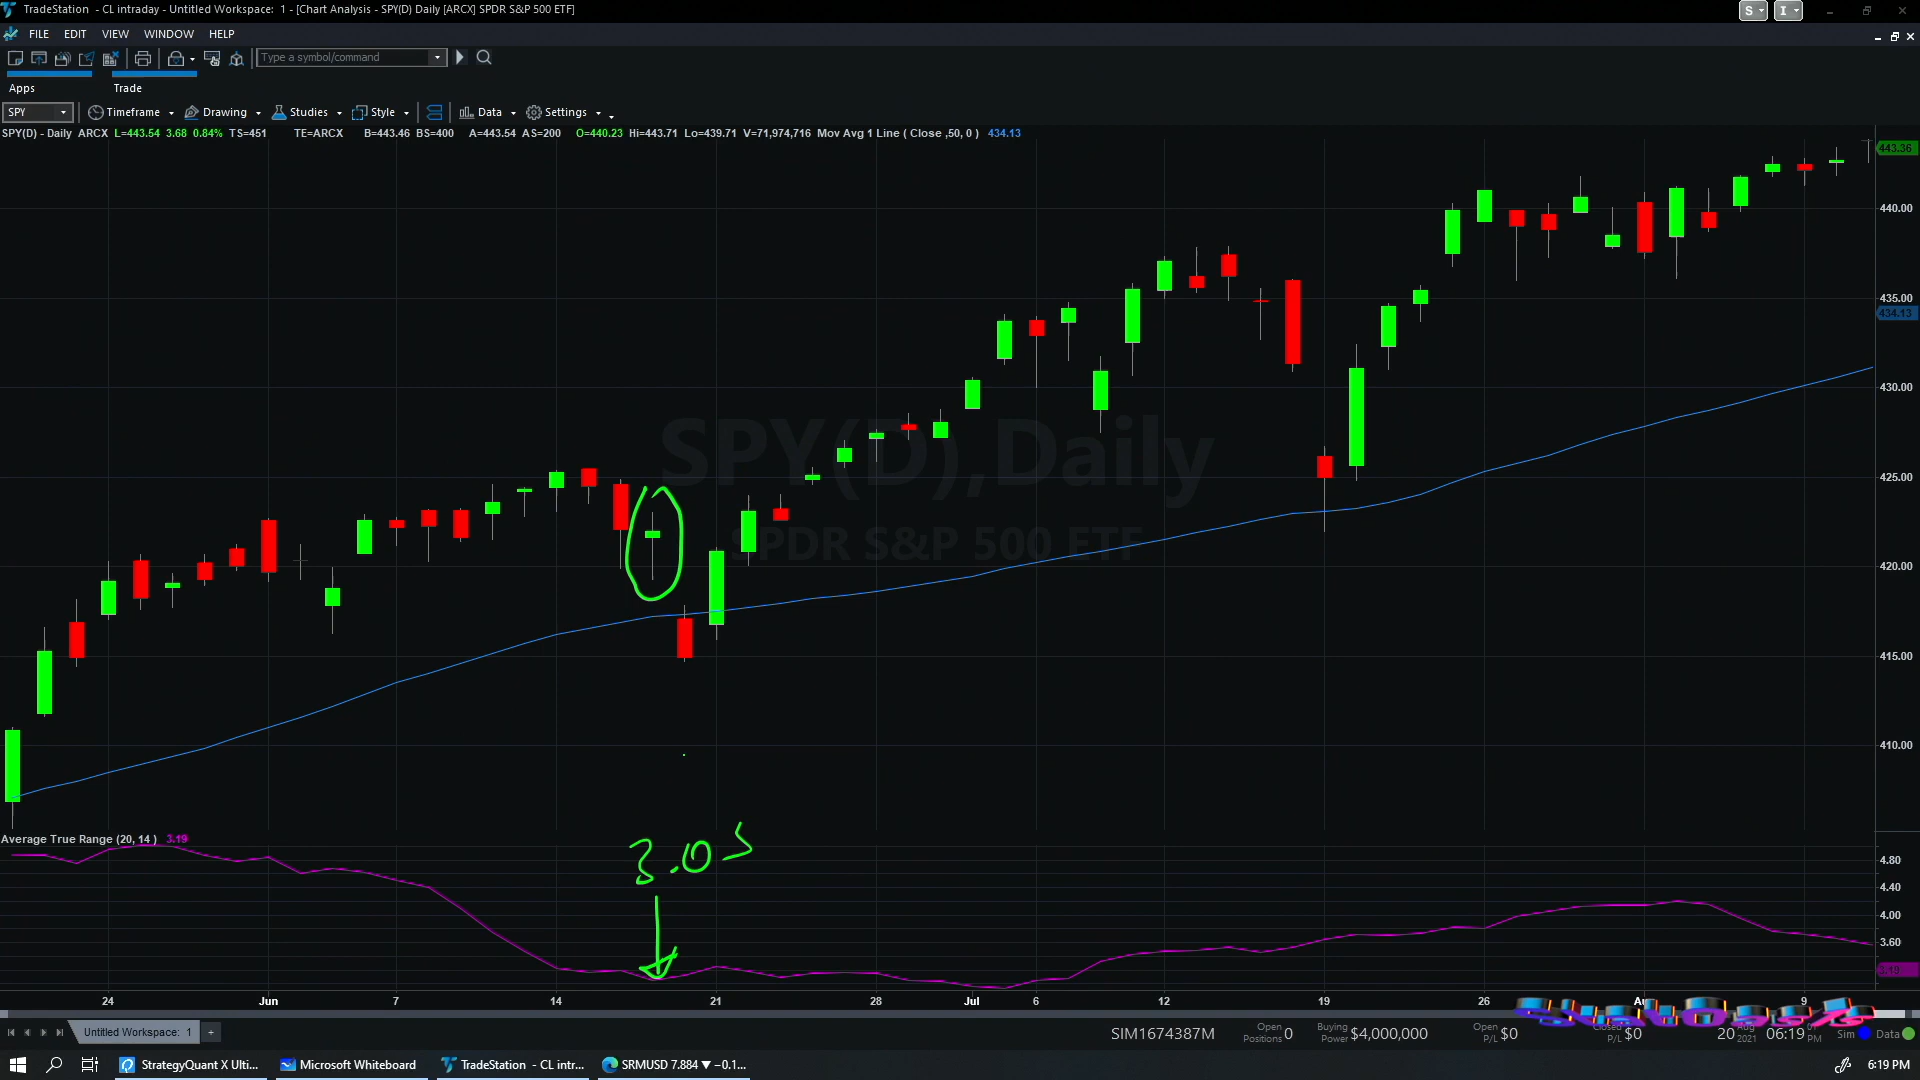 TradeStation - CL intraday - Untitled Workspace: 1 - [Chart Analysis - SPY(D) Daily [ARCX] SPDR S&P 500 ETF]
S I
FILE EDIT VIEW WINDOW HELP
Type a symbol/command
Apps Trade
SPY Timeframe Drawing Studies Style Data Settings
SPY(D) - Daily ARCX L=443.54 3.68 0.84% TS=451 TE=ARCX B=443.46 BS=400 A=443.54 AS=200 O=440.23 Hi=443.71 Lo=439.71 V=71,974,716 Mov Avg 1 Line ( Close ,50, 0 ) 434.13
443.36
440.00
435.00
434.13
430.00
SPY(D),Daily
425.00
SPDR S&P 500 ETF
420.00
415.00
410.00
Average True Range (20, 14 ) 3.19
3.05
4.80
4.40
4.00
3.60
3.19
24 Jun 7 14 21 28 Jul 6 12 19 26 9
Untitled Workspace: 1 +
SIM1674387M Open Positions 0 Buying Power $4,000,000 Open P/L $0 Closed P/L $0 20 Aug 2021 06:19 PM Sim Data
StrategyQuant X Ulti... Microsoft Whiteboard TradeStation - CL intr... SRMUSD 7.884 ▼ −0.1... 6:19 PM